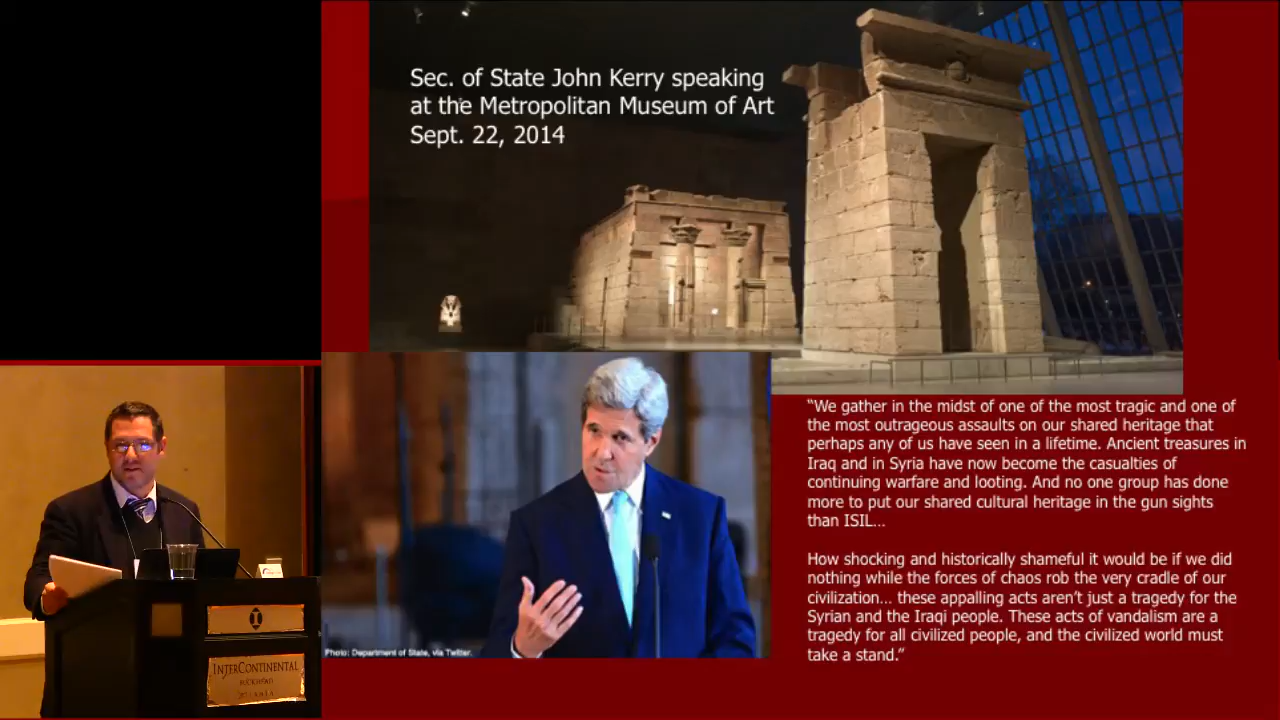 Sec. of State John Kerry speaking
at the Metropolitan Museum of Art
Sept. 22, 2014
“We gather in the midst of one of the most tragic and one of
the most outrageous assaults on our shared heritage that
perhaps any of us have seen in a lifetime. Ancient treasures in
Iraq and in Syria have now become the casualties of
continuing warfare and looting. And no one group has done
more to put our shared cultural heritage in the gun sights
than ISIL...
How shocking and historically shameful it would be if we did
nothing while the forces of chaos rob the very cradle of our
civilization... these appalling acts aren’t just a tragedy for the
Syrian and the Iraqi people. These acts of vandalism are a
tragedy for all civilized people, and the civilized world must
take a stand.”
Photo: Department of State, via Twitter.
INTERCONTINENTAL
BUCKHEAD
ATLANTA